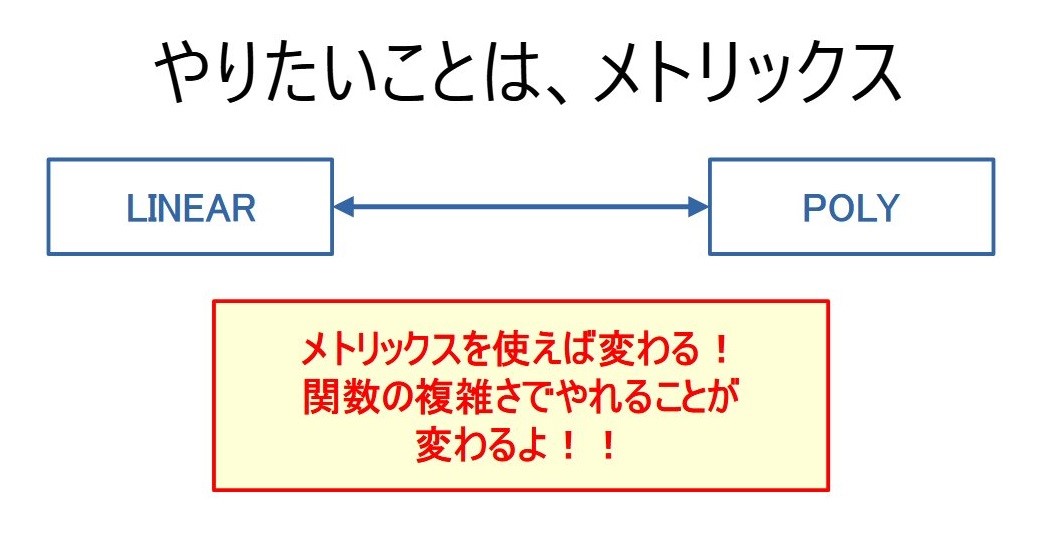 やりたいことは、メトリックス
LINEAR
POLY
メトリックスを使えば変わる！
関数の複雑さでやれることが
変わるよ！！